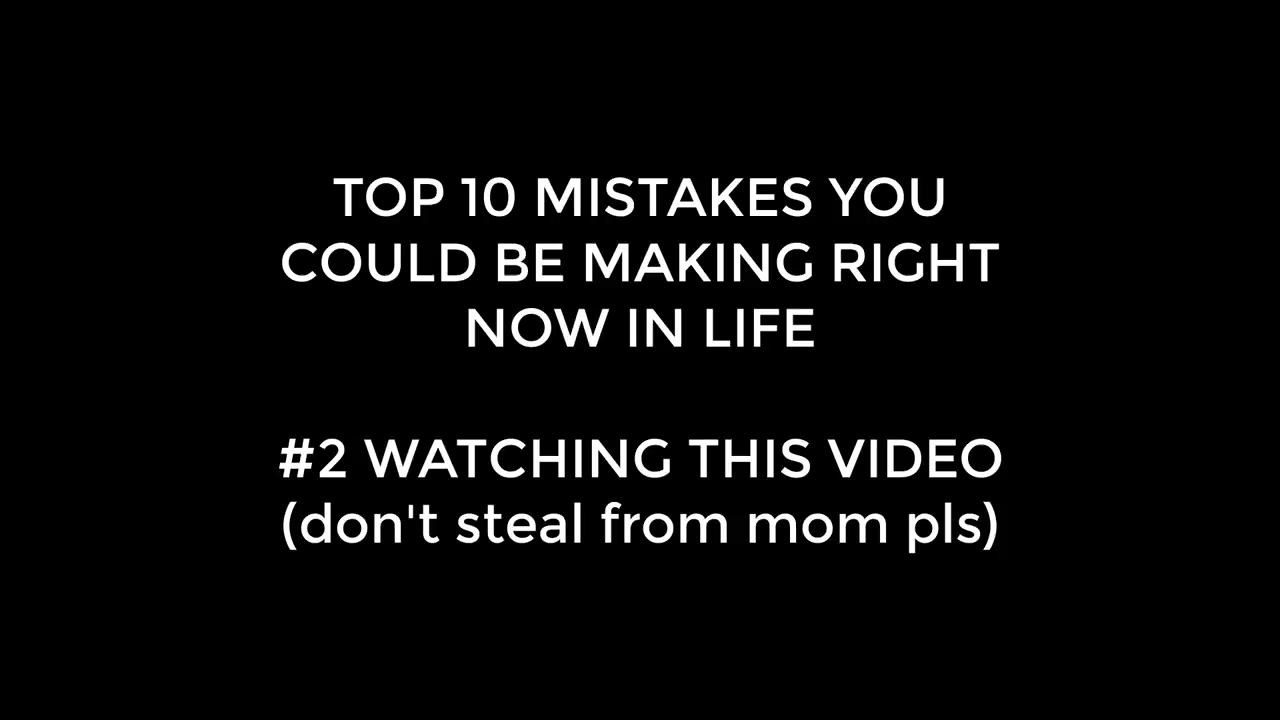 TOP 10 MISTAKES YOU
COULD BE MAKING RIGHT
NOW IN LIFE
#2 WATCHING THIS VIDEO
(don't steal from mom pls)